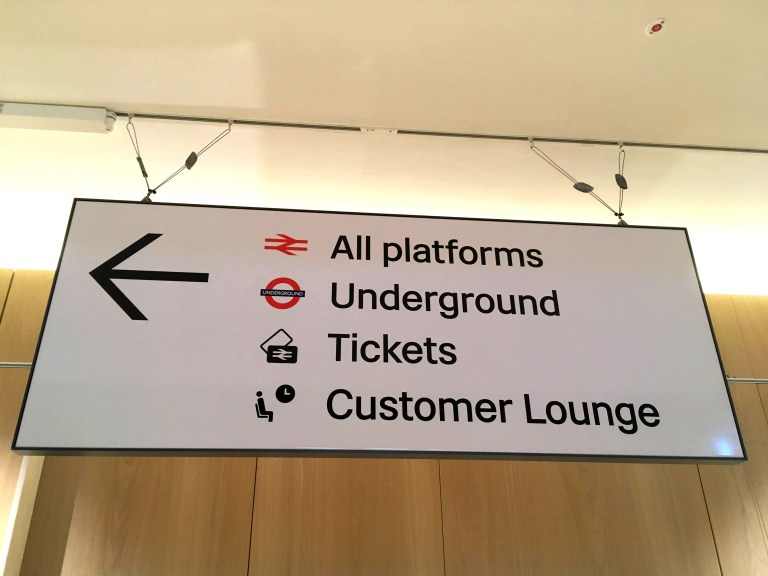 All platforms
UNDERGROUND Underground
Tickets
Customer Lounge